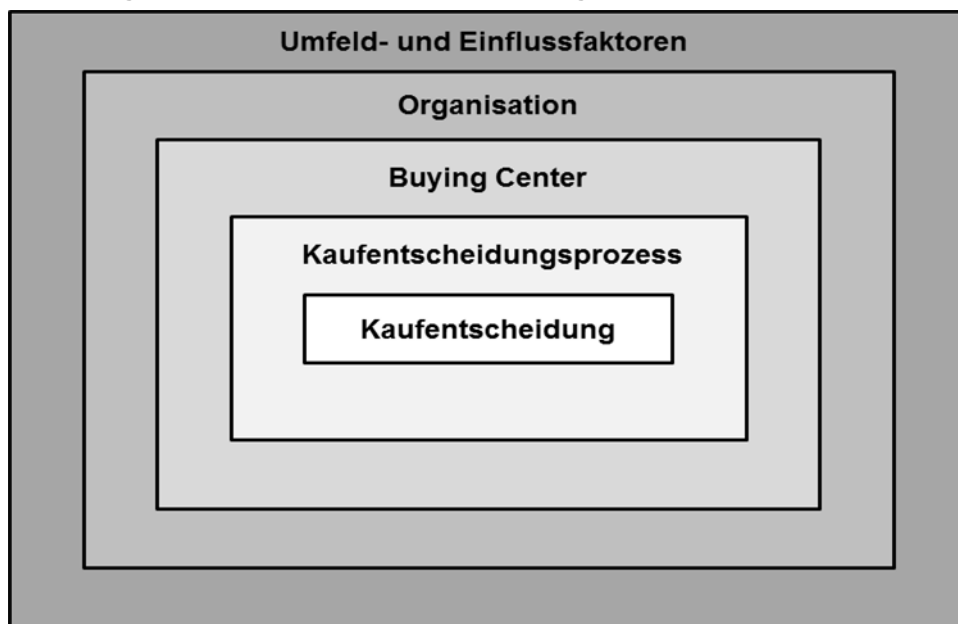 Umfeld- und Einflussfaktoren
Organisation
Buying Center
Kaufentscheidungsprozess
Kaufentscheidung